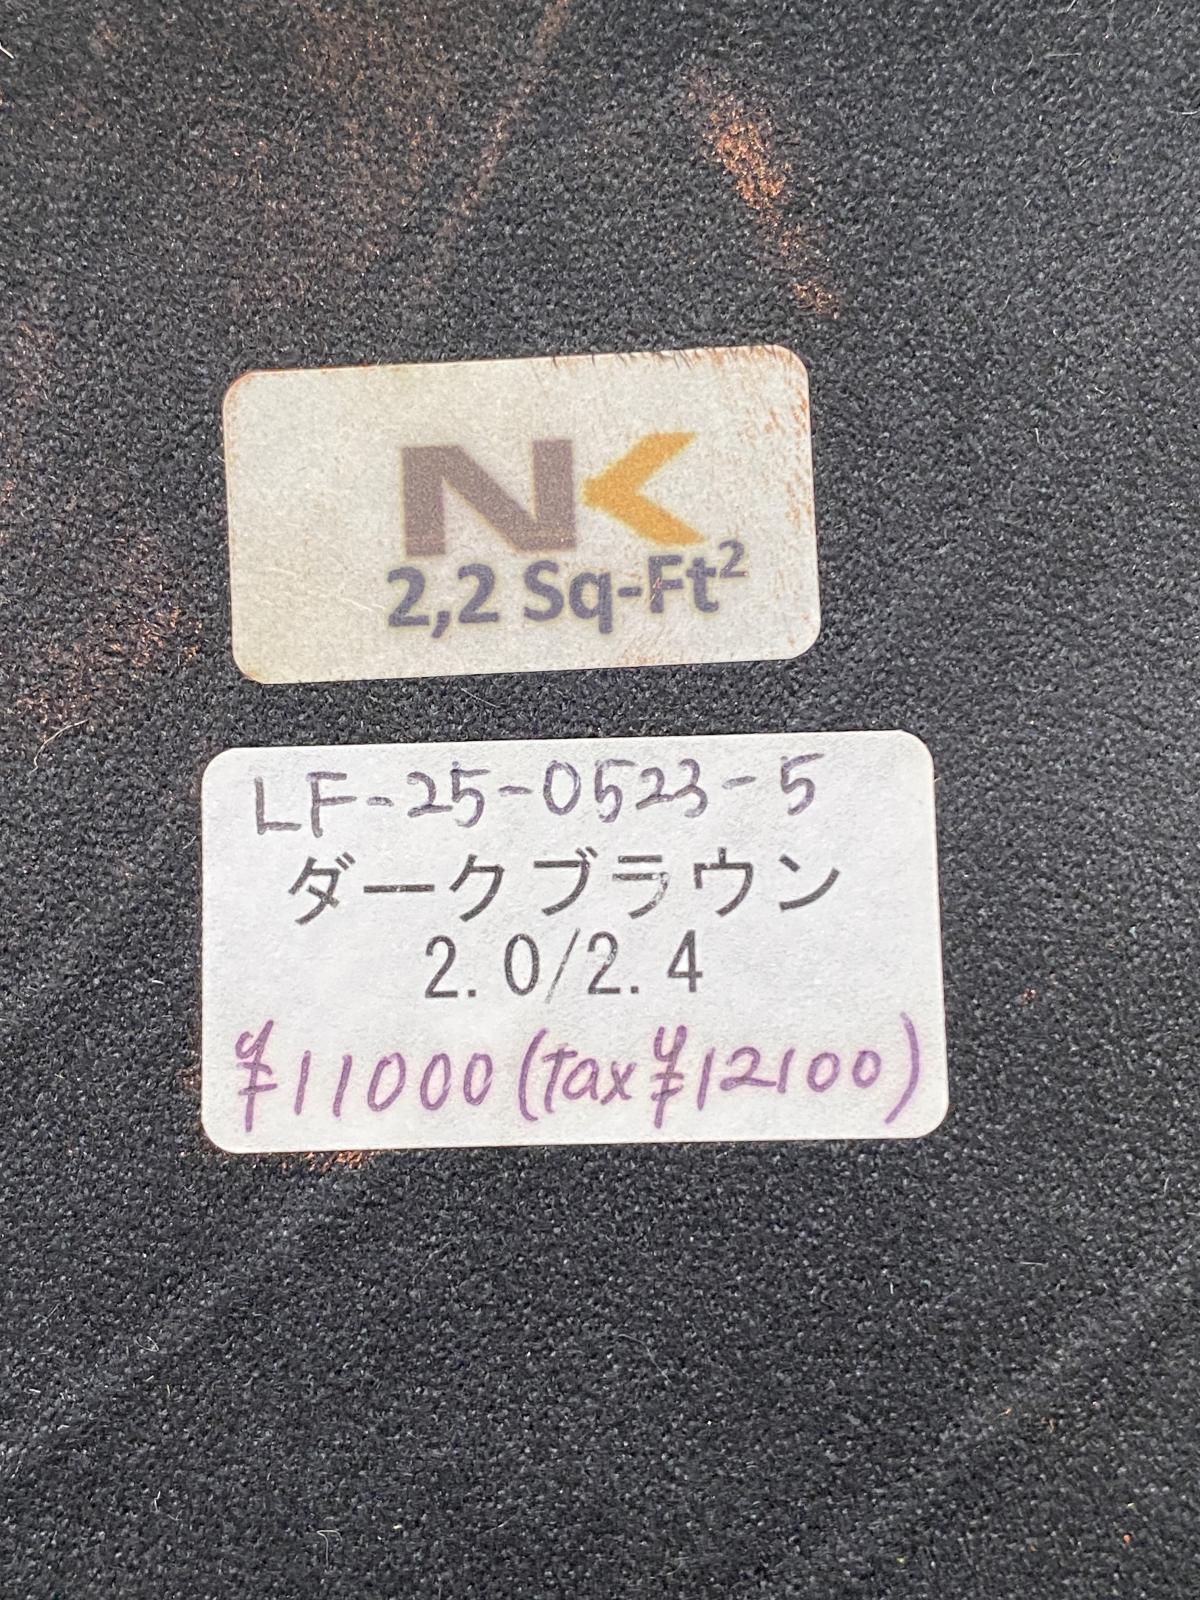 NK
2,2 Sq-Ft²
LF-25-0523-5
ダークブラウン
2.0/2.4
¥11000(Tax ¥12100)